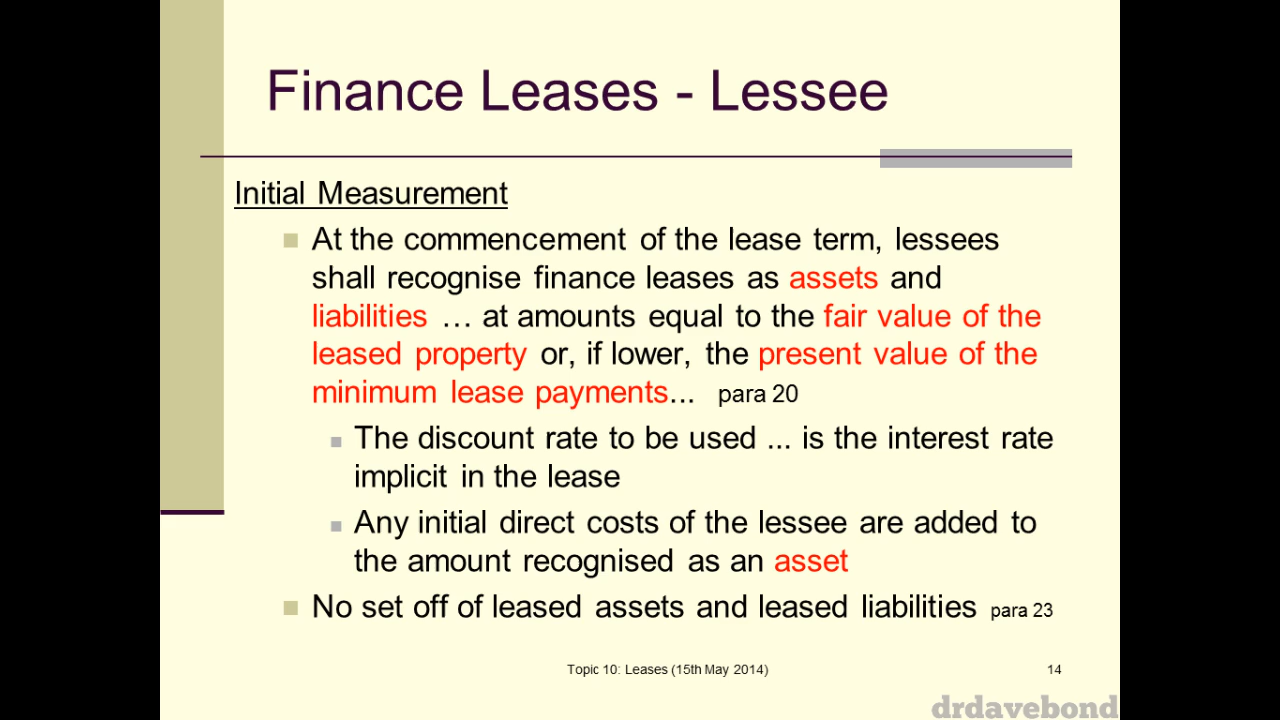 Finance Leases - Lessee
Initial Measurement
At the commencement of the lease term, lessees
shall recognise finance leases as assets and
liabilities … at amounts equal to the fair value of the
leased property or, if lower, the present value of the
minimum lease payments... para 20
The discount rate to be used ... is the interest rate
implicit in the lease
Any initial direct costs of the lessee are added to
the amount recognised as an asset
No set off of leased assets and leased liabilities para 23
Topic 10: Leases (15th May 2014) 14
drdavebond